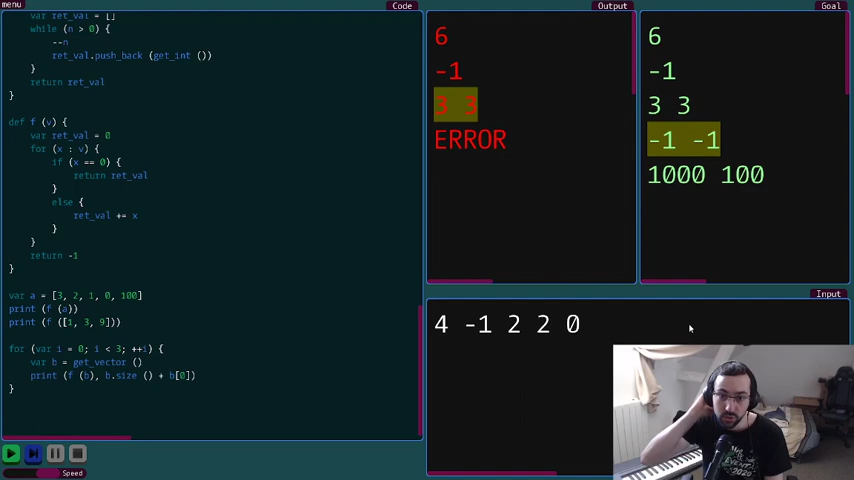 menu
Code
var ret_val = []
while (n > 0) {
--n
ret_val.push_back (get_int ())
}
return ret_val
}
def f (v) {
var ret_val = 0
for (x : v) {
if (x == 0) {
return ret_val
}
else {
ret_val += x
}
}
return -1
}
var a = [3, 2, 1, 0, 100]
print (f (a))
print (f ([1, 3, 9]))
for (var i = 0; i < 3; ++i) {
var b = get_vector ()
print (f (b), b.size () + b[0])
}
Speed
Output
6
-1
3 3
ERROR
Goal
6
-1
3 3
-1 -1
1000 100
Input
4 -1 2 2 0
EVENT
2020